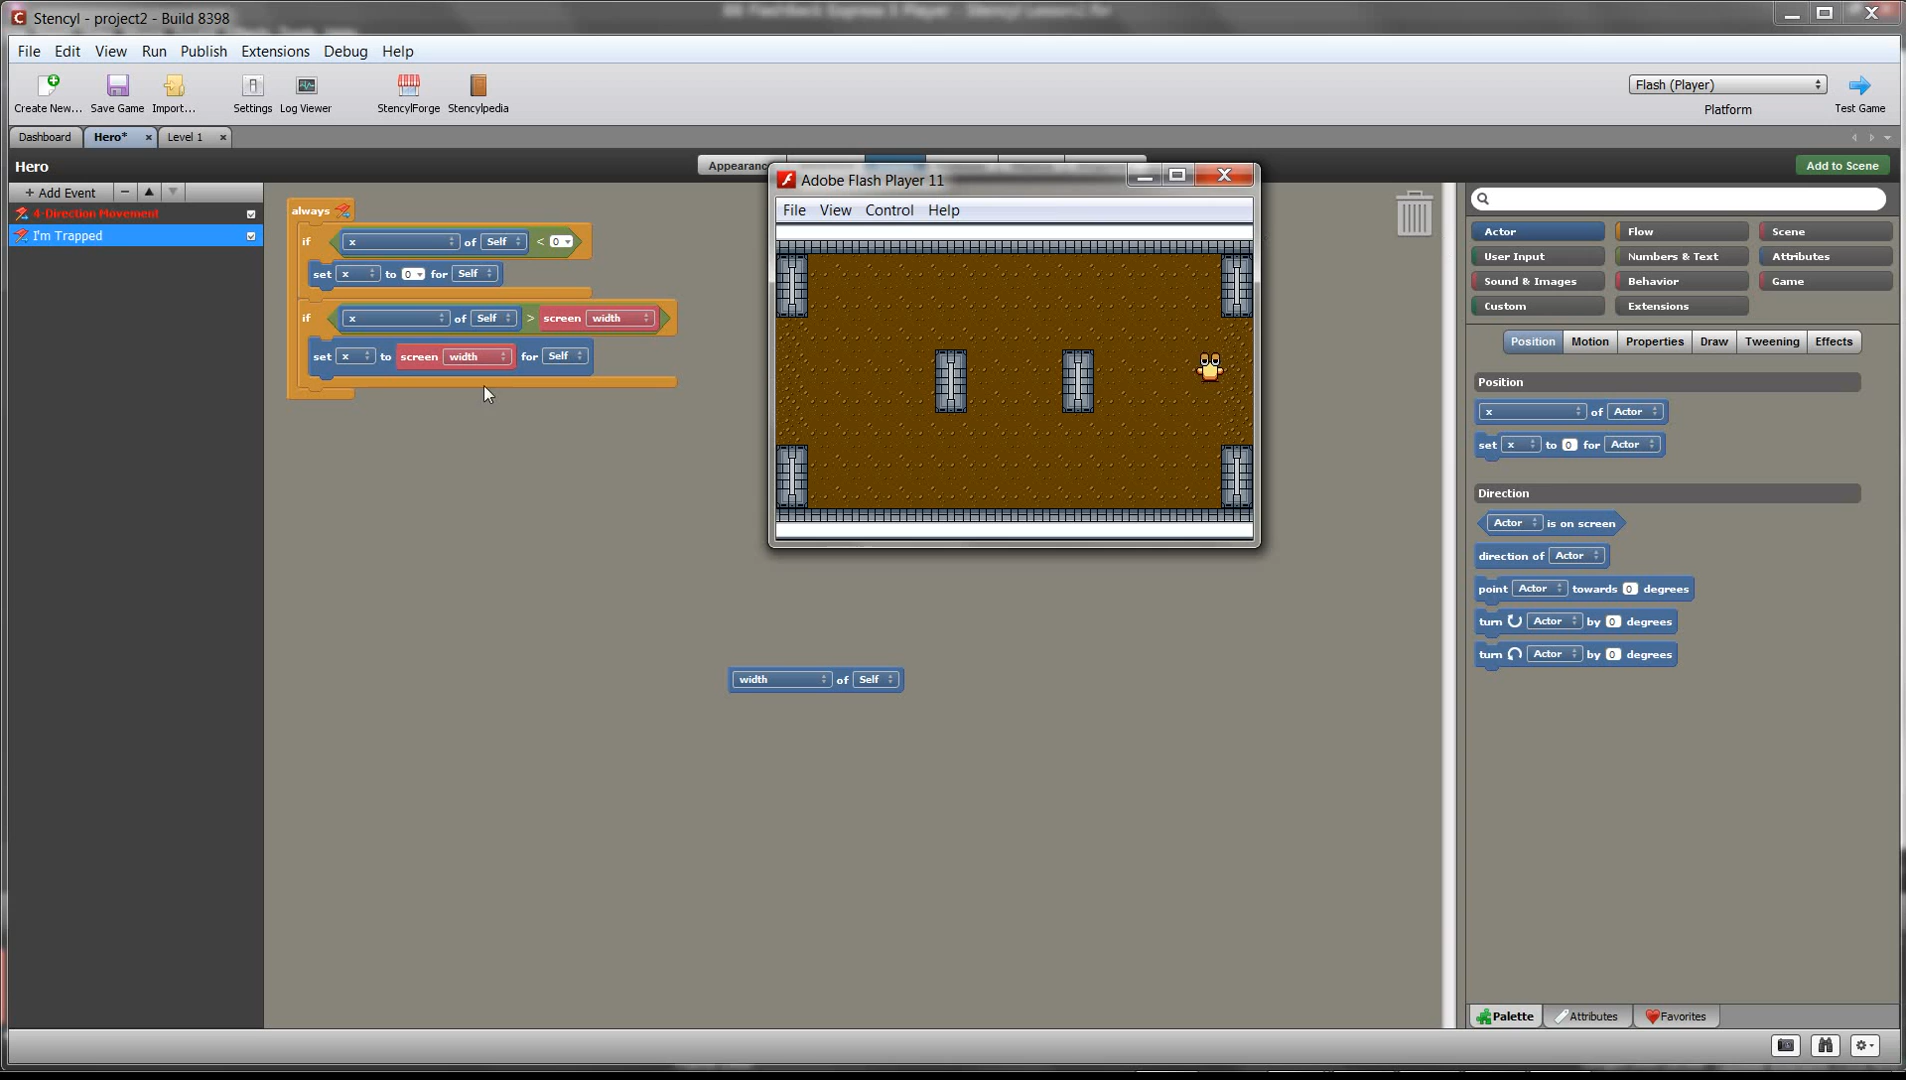 Stencyl - project2 - Build 8398
File Edit View Run Publish Extensions Debug Help
Create New... Save Game Import... Settings Log Viewer StencylForge Stencylpedia
Flash (Player)
Platform
Test Game
Dashboard Hero* Level 1
Hero
Appearance
Add to Scene
+ Add Event
4-Direction Movement
I'm Trapped
always
if x of Self < 0
set x to 0 for Self
if x of Self > screen width
set x to screen width for Self
width of Self
Adobe Flash Player 11
File View Control Help
Actor Flow Scene
User Input Numbers & Text Attributes
Sound & Images Behavior Game
Custom Extensions
Position Motion Properties Draw Tweening Effects
Position
x of Actor
set x to 0 for Actor
Direction
Actor is on screen
direction of Actor
point Actor towards 0 degrees
turn Actor by 0 degrees
turn Actor by 0 degrees
Palette Attributes Favorites